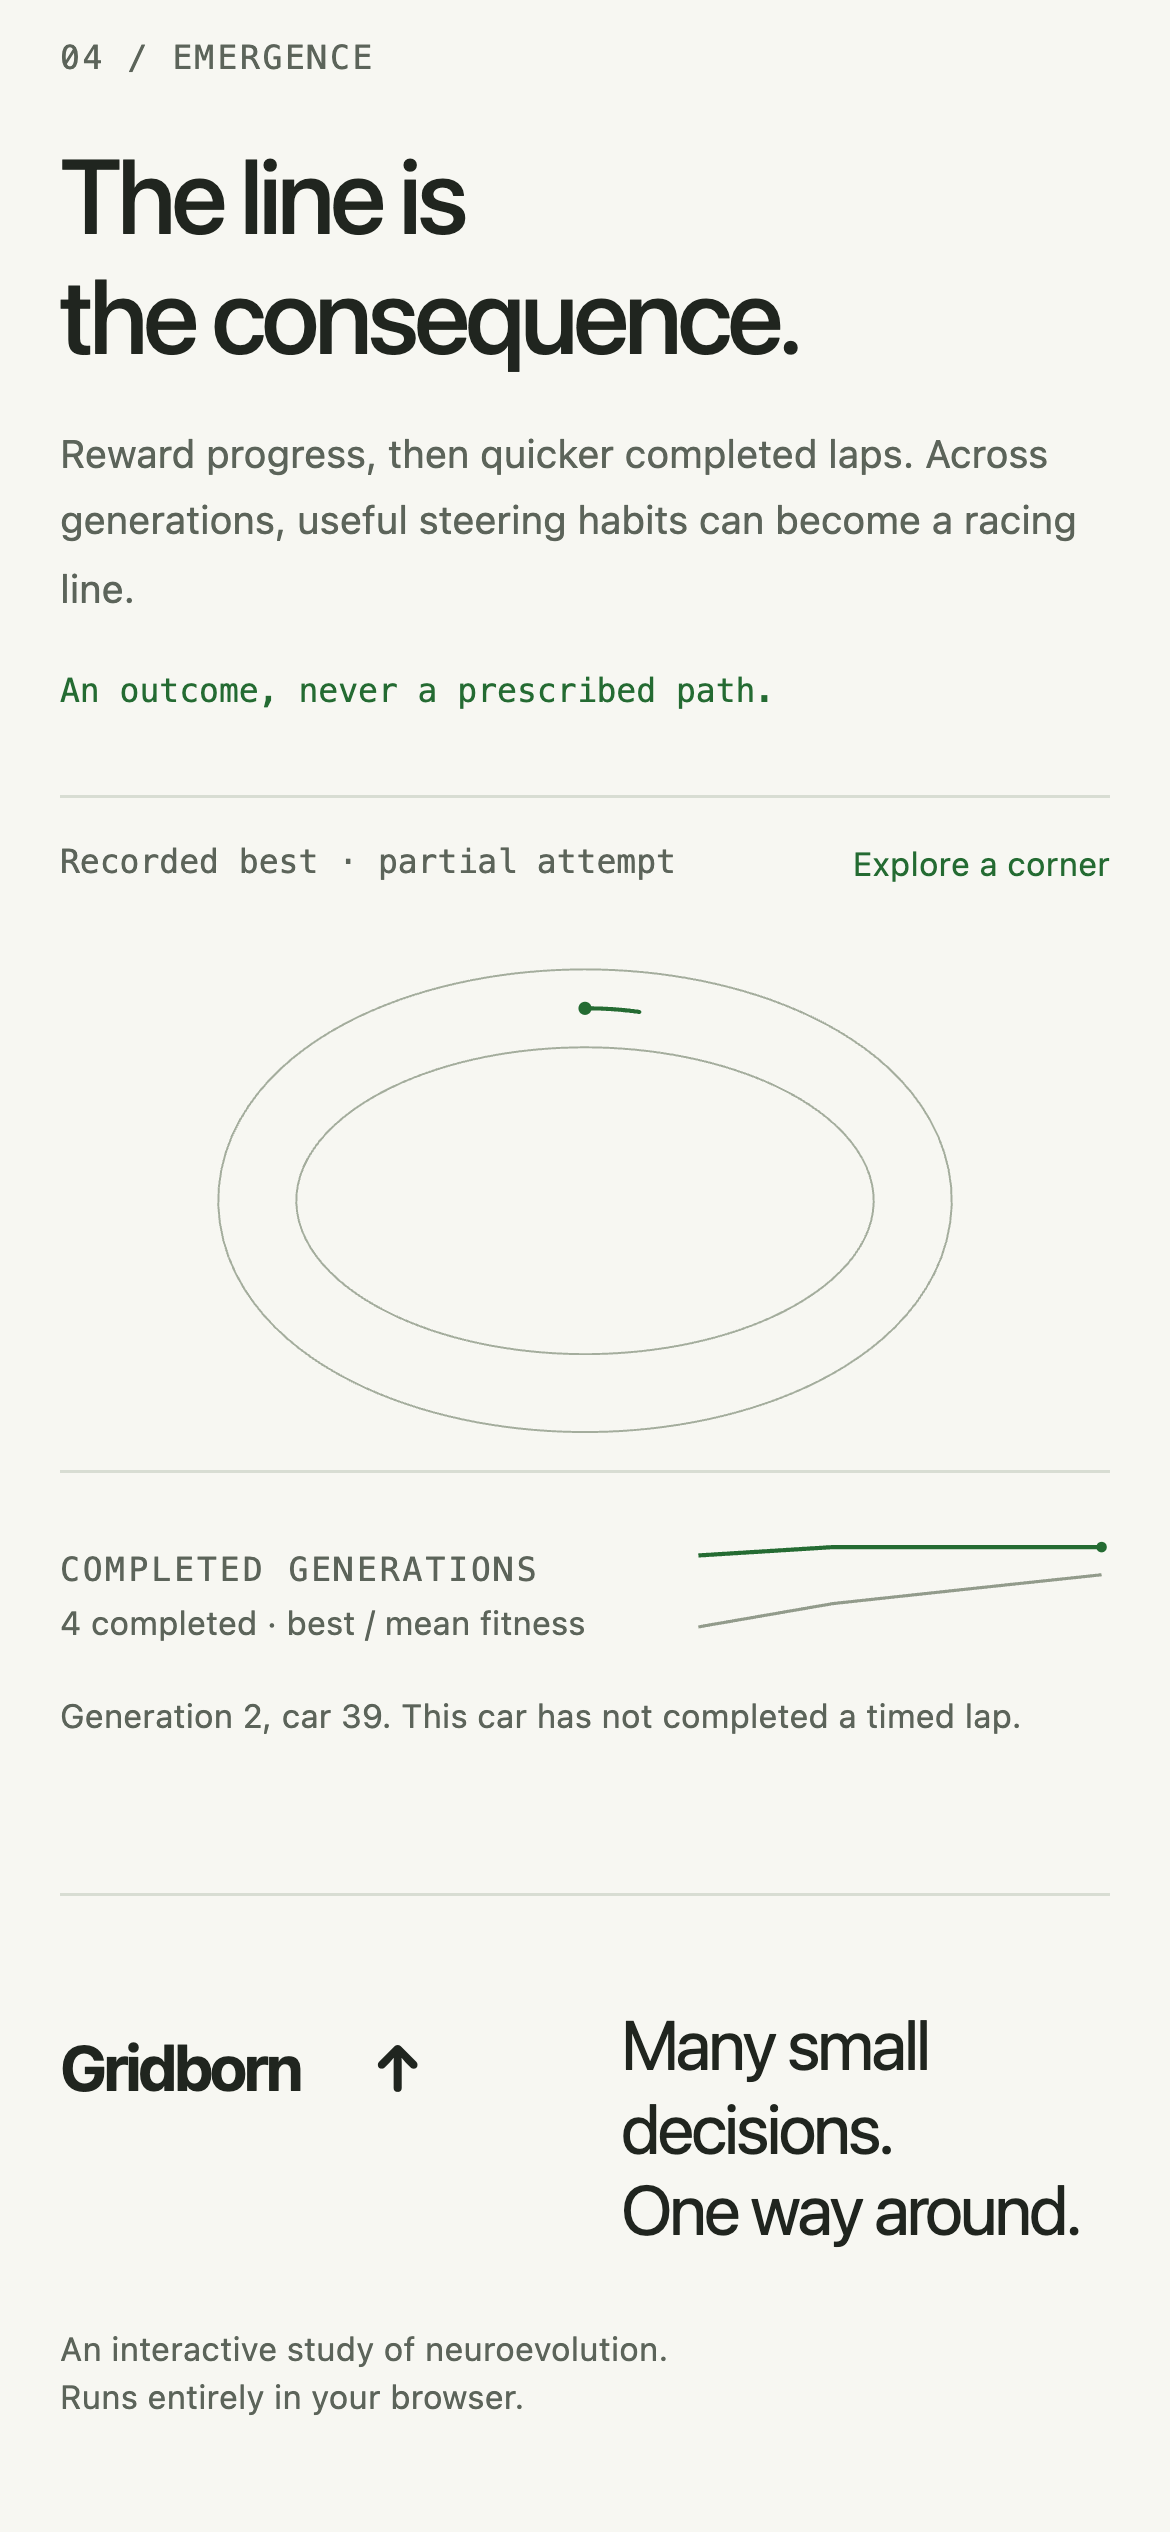 04 / EMERGENCE
The line is
the consequence.
Reward progress, then quicker completed laps. Across
generations, useful steering habits can become a racing
line.
An outcome, never a prescribed path.
Recorded best · partial attempt
Explore a corner
COMPLETED GENERATIONS
4 completed · best / mean fitness
Generation 2, car 39. This car has not completed a timed lap.
Gridborn ↑
Many small
decisions.
One way around.
An interactive study of neuroevolution.
Runs entirely in your browser.